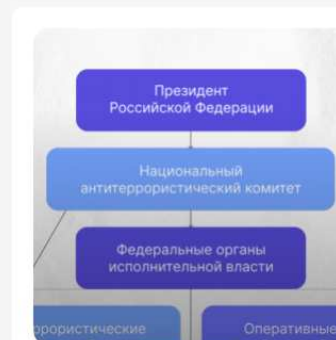 Президент
Российской Федерации
Национальный
антитеррористический комитет
Федеральные органы
исполнительной власти
Оперативные